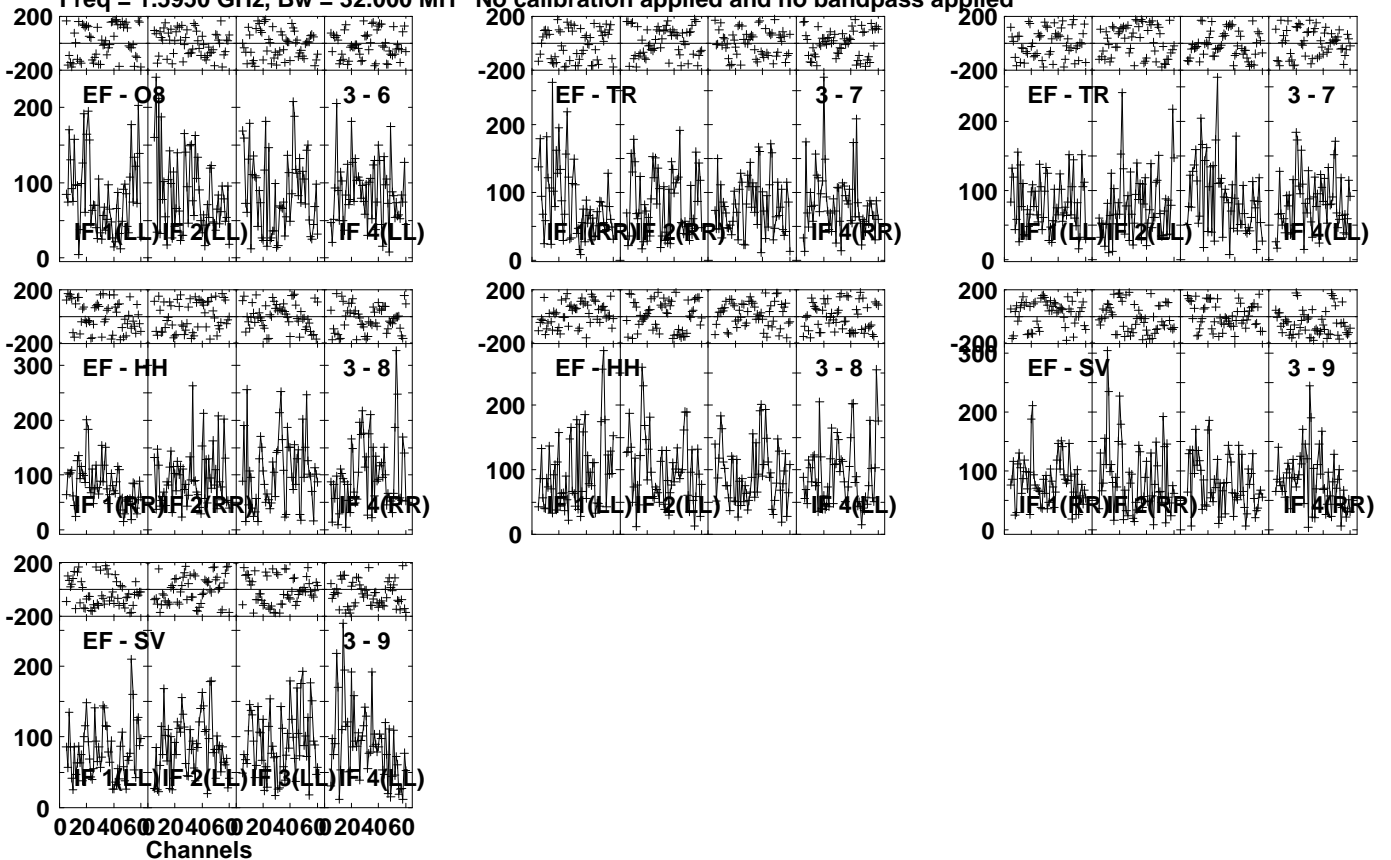 Freq = 1.5950 GHz, Bw = 32.000 MH No calibration applied and no bandpass applied
200
-200
200
100
0
EF - O8
3 - 6
IF 1(LL)
IF 2(LL)
IF 4(LL)
200
-200
200
100
0
EF - TR
3 - 7
IF 1(RR)
IF 2(RR)
IF 4(RR)
200
-200
200
100
0
EF - TR
3 - 7
IF 1(LL)
IF 2(LL)
IF 4(LL)
200
-200
300
200
100
0
EF - HH
3 - 8
IF 1(RR)
IF 2(RR)
IF 4(RR)
200
-200
200
100
0
EF - HH
3 - 8
IF 1(LL)
IF 2(LL)
IF 4(LL)
200
-200
300
200
100
0
EF - SV
3 - 9
IF 1(RR)
IF 2(RR)
IF 4(RR)
200
-200
200
100
0
EF - SV
3 - 9
IF 1(LL)
IF 2(LL)
IF 3(LL)
IF 4(LL)
0 20 40 60 0 20 40 60 0 20 40 60 0 20 40 60
Channels